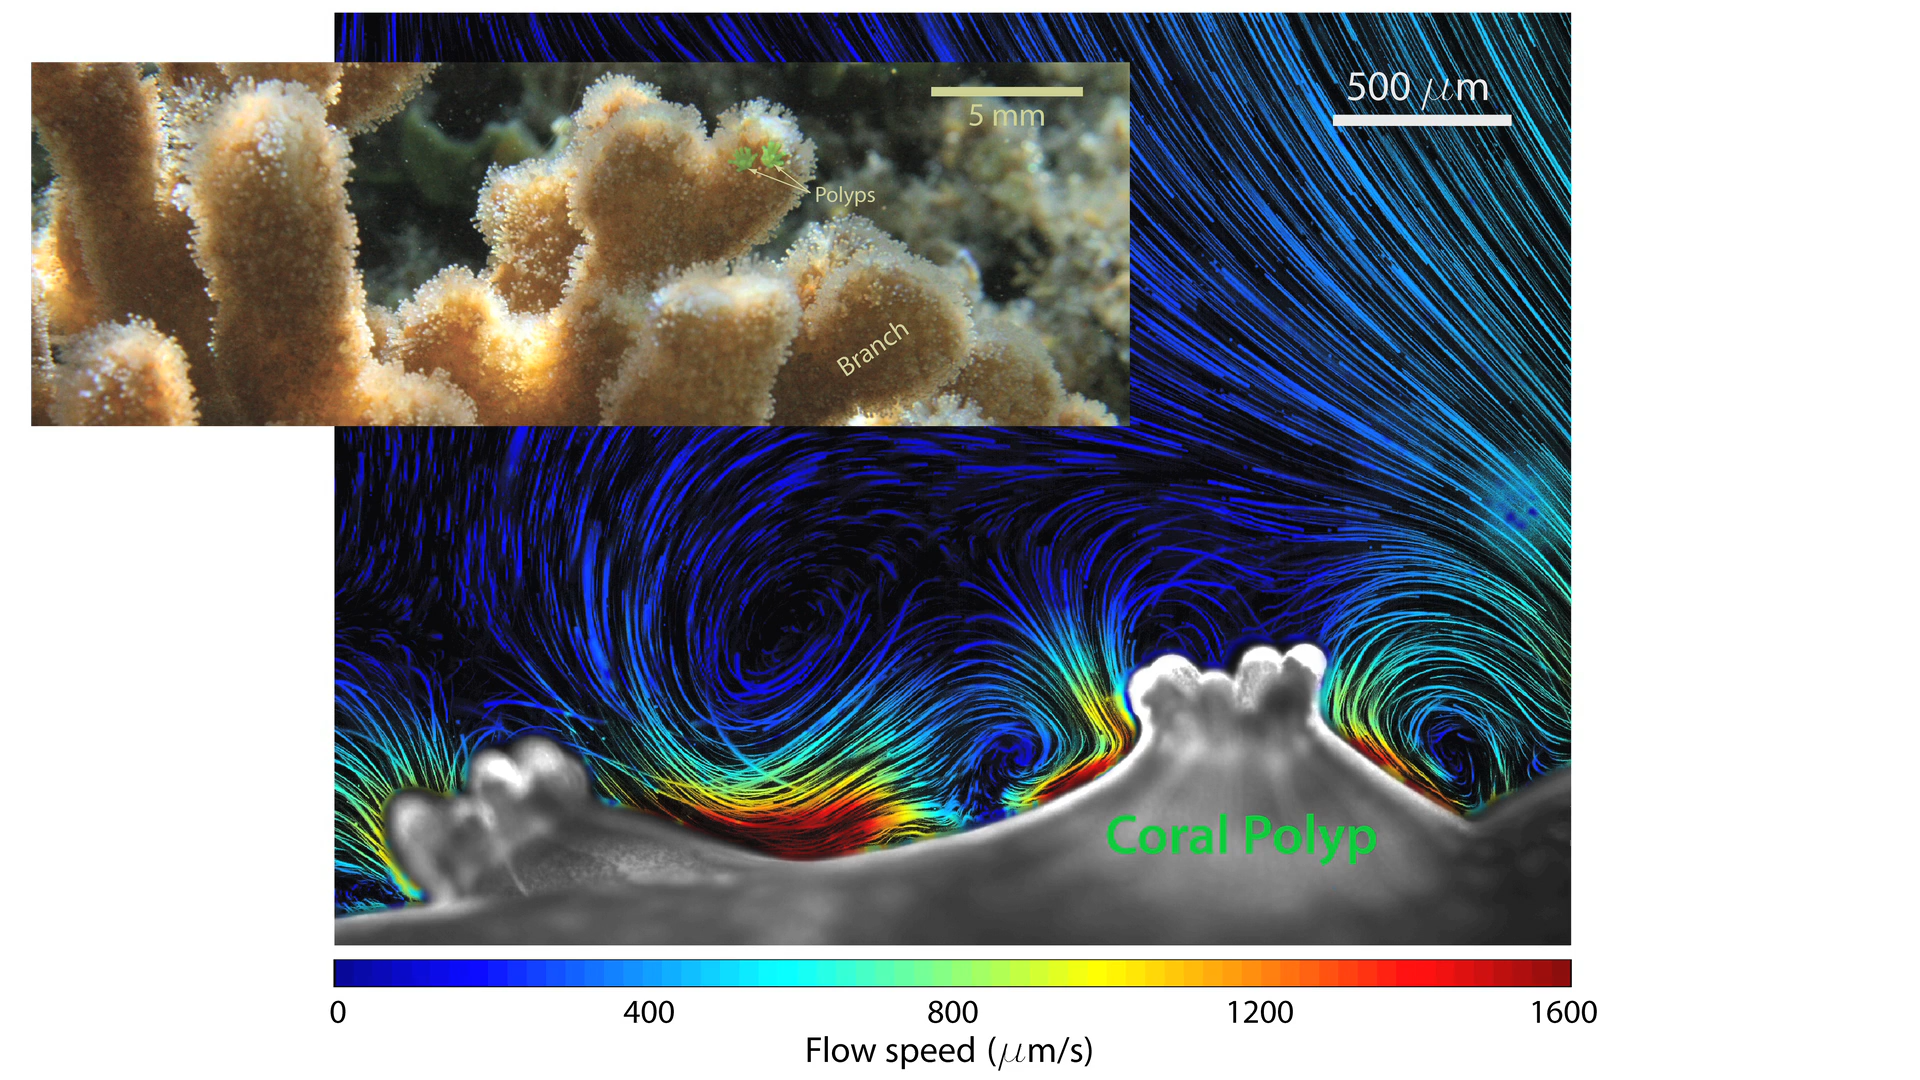 500 μm
5 mm
Polyps
Branch
Coral Polyp
0 400 800 1200 1600
Flow speed (μm/s)